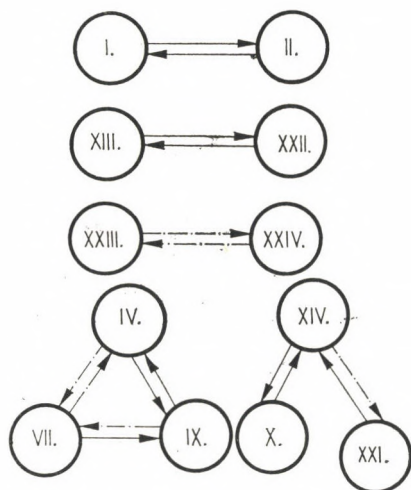 I. II.
XIII. XXII.
XXIII. XXIV.
IV. XIV.
VII. IX. X. XXI.